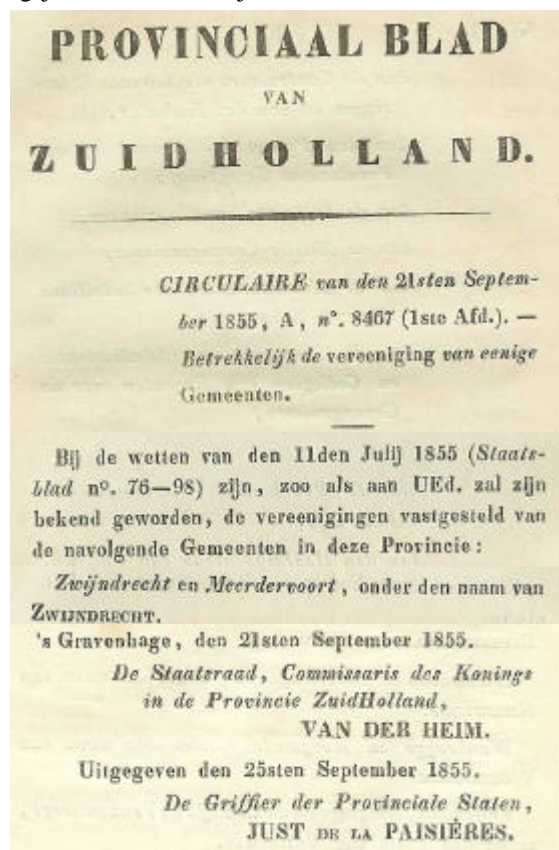 PROVINCIAAL BLAD
VAN
ZUIDHOLLAND.
CIRCULAIRE van den 21sten Septem-
ber 1855, A, n°. 8467 (1ste Afd.). —
Betrekkelijk de vereeniging van eenige
Gemeenten.
Bij de wetten van den 11den Julij 1855 (Staats-
blad n°. 76—98) zijn, zoo als aan UEd. zal zijn
bekend geworden, de vereenigingen vastgesteld van
de navolgende Gemeenten in deze Provincie:
Zwijndrecht en Meerdervoort, onder den naam van
ZWIJNDRECHT.
's Gravenhage, den 21sten September 1855.
De Staatsraad, Commissaris des Konings
in de Provincie ZuidHolland,
VAN DER HEIM.
Uitgegeven den 25sten September 1855.
De Griffier der Provinciale Staten,
JUST DE LA PAISIÈRES.